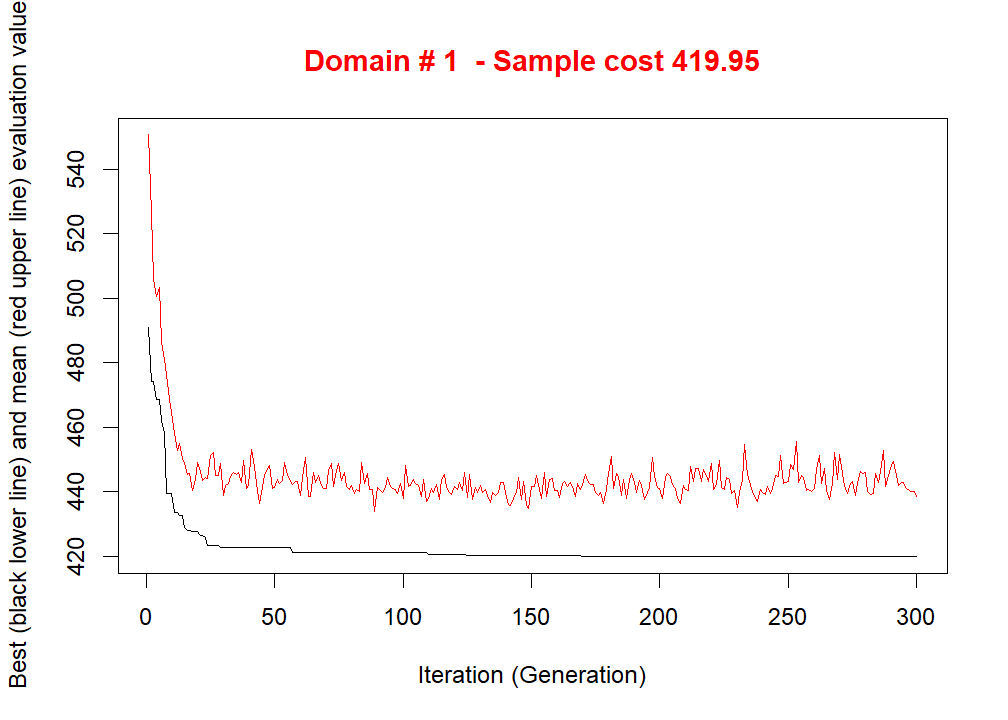 Domain # 1  - Sample cost 419.95
Best (black lower line) and mean (red upper line) evaluation value
540
520
500
480
460
440
420
0 50 100 150 200 250 300
Iteration (Generation)